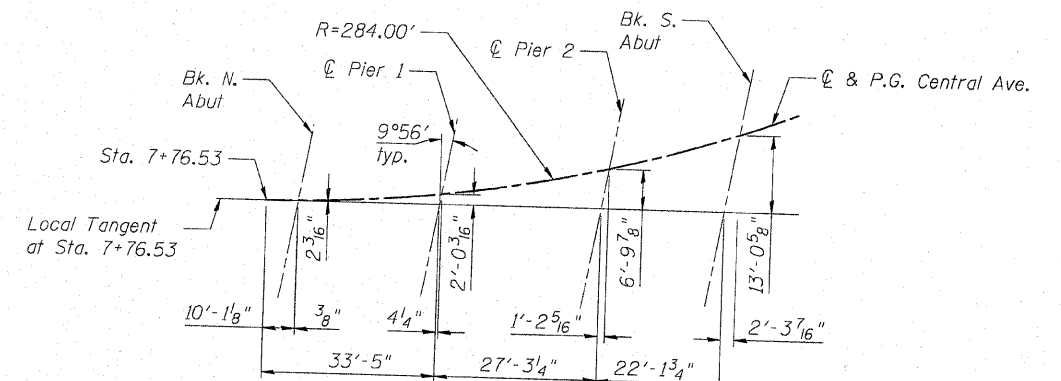 Bk. S.
Abut
R=284.00'
℄ Pier 2
℄ Pier 1
Bk. N.
Abut
℄ & P.G. Central Ave.
9°56'
typ.
Sta. 7+76.53
Local Tangent
at Sta. 7+76.53
2 3/16"
2'-0 3/16"
6'-9 7/8"
13'-0 5/8"
10'-1 1/8"
3/8"
4 1/4"
1'-2 5/16"
2'-3 7/16"
33'-5"
27'-3 1/4"
22'-1 3/4"